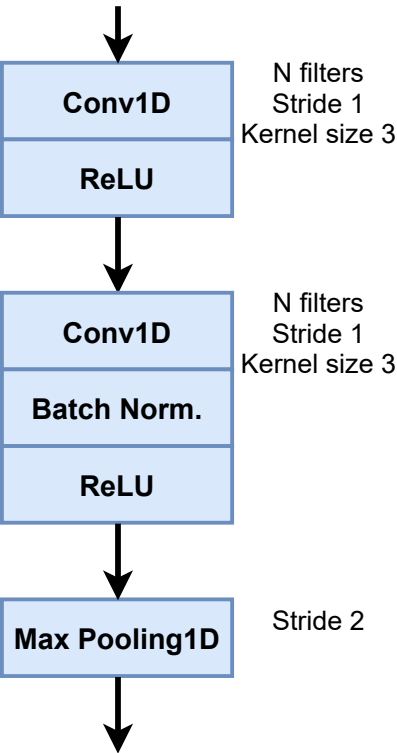 Conv1D
N filters
Stride 1
Kernel size 3
ReLU
Conv1D
N filters
Stride 1
Kernel size 3
Batch Norm.
ReLU
Max Pooling1D
Stride 2